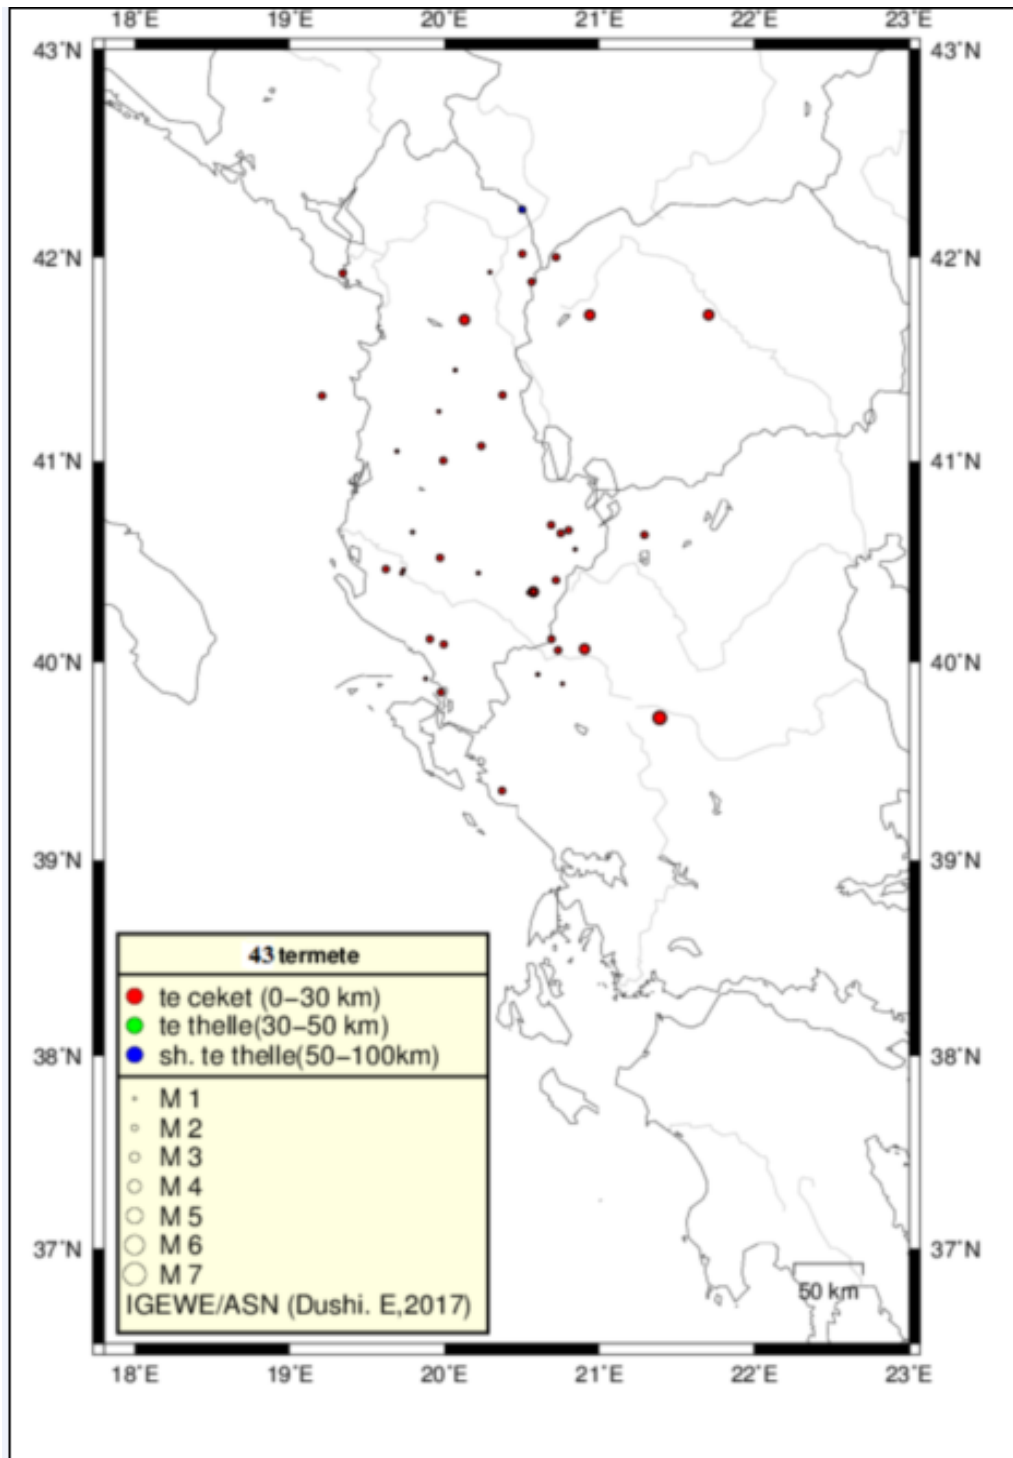 18˚E 19˚E 20˚E 21˚E 22˚E 23˚E
43˚N 43˚N
42˚N 42˚N
41˚N 41˚N
40˚N 40˚N
39˚N 39˚N
38˚N 38˚N
37˚N 37˚N
43 termete
te ceket (0−30 km)
te thelle(30−50 km)
sh. te thelle(50−100km)
M 1
M 2
M 3
M 4
M 5
M 6
M 7
IGEWE/ASN (Dushi. E,2017)
50 km
18˚E 19˚E 20˚E 21˚E 22˚E 23˚E